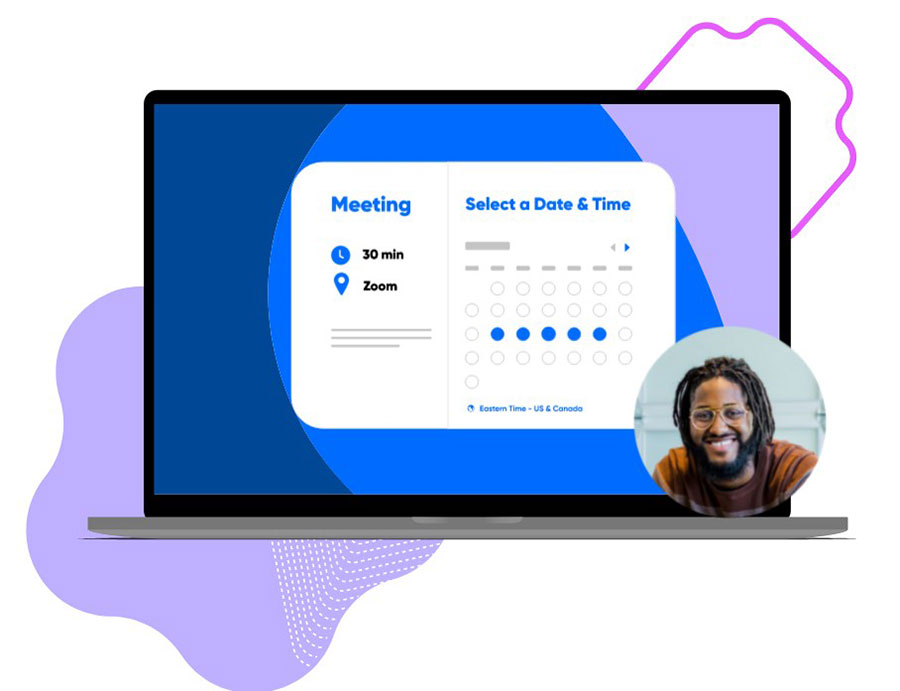 Meeting
30 min
Zoom
Select a Date & Time
Eastern Time - US & Canada